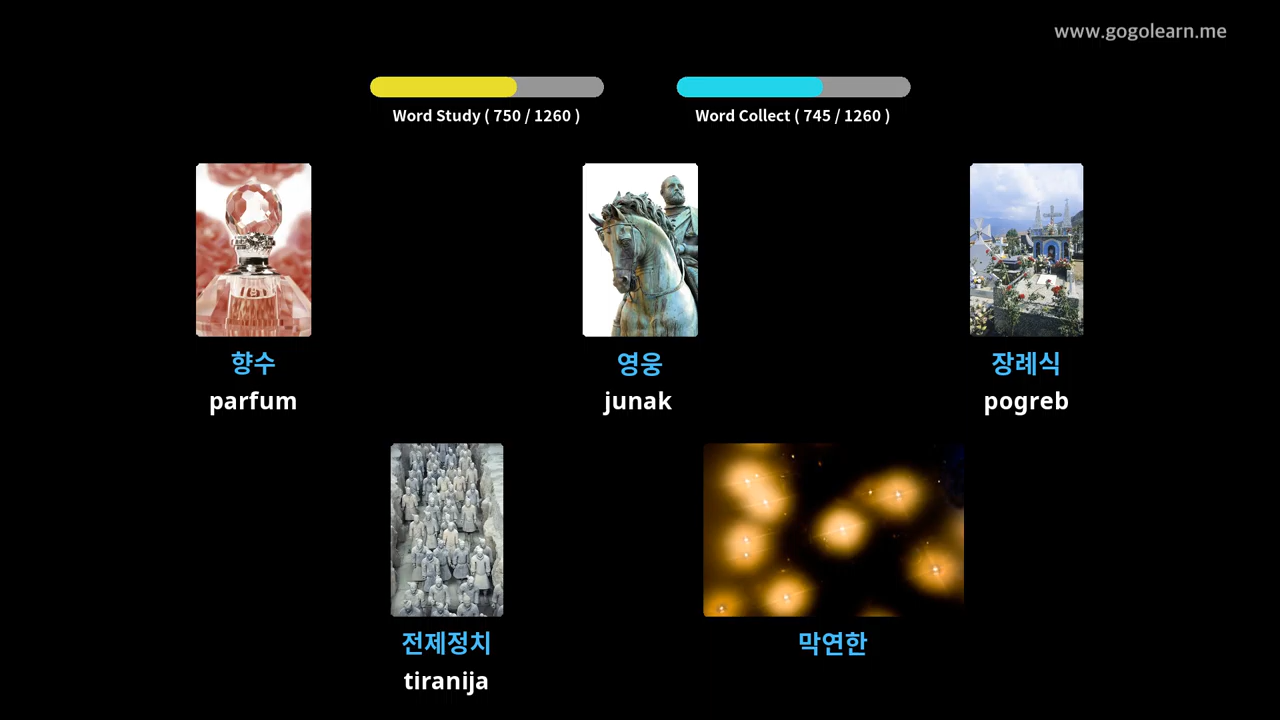 www.gogolearn.me
Word Study ( 750 / 1260 )
Word Collect ( 745 / 1260 )
향수
parfum
영웅
junak
장례식
pogreb
전제정치
tiranija
막연한